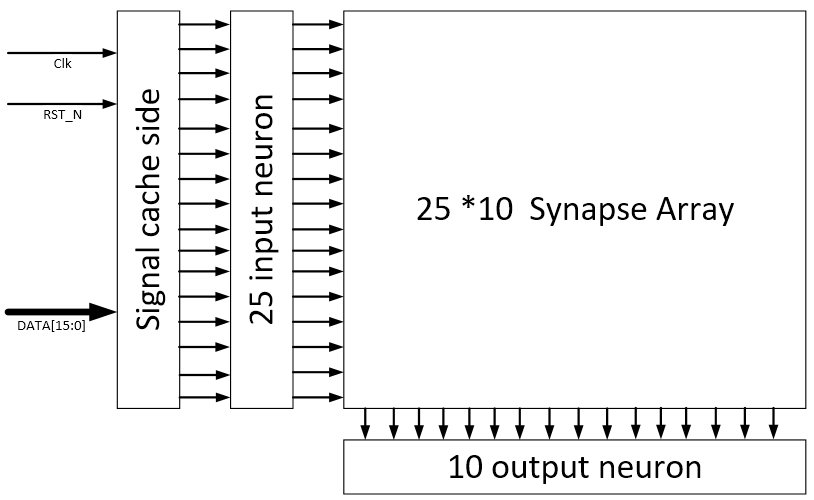 Clk
RST_N
DATA[15:0]
Signal cache side
25 input neuron
25 *10 Synapse Array
10 output neuron